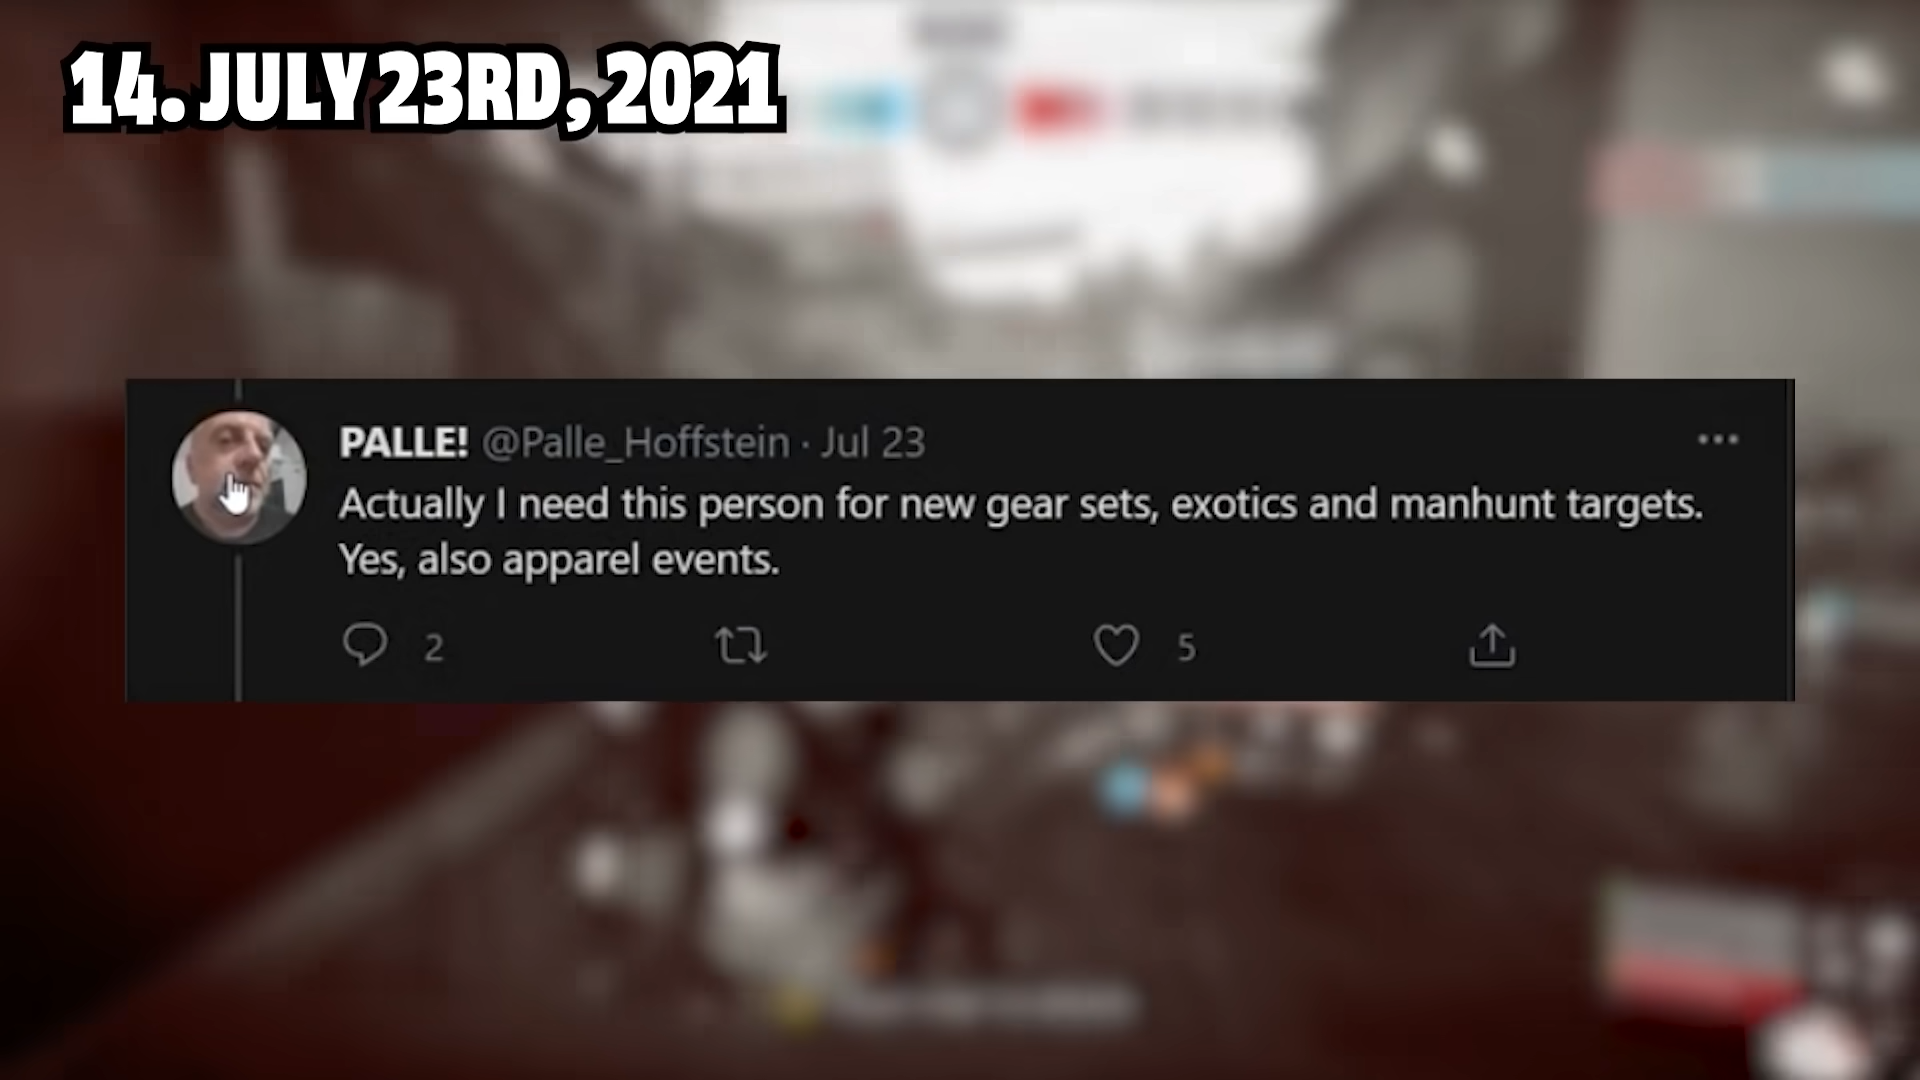 14. JULY 23RD, 2021
PALLE! @Palle_Hoffstein · Jul 23
Actually I need this person for new gear sets, exotics and manhunt targets.
Yes, also apparel events.
2 5